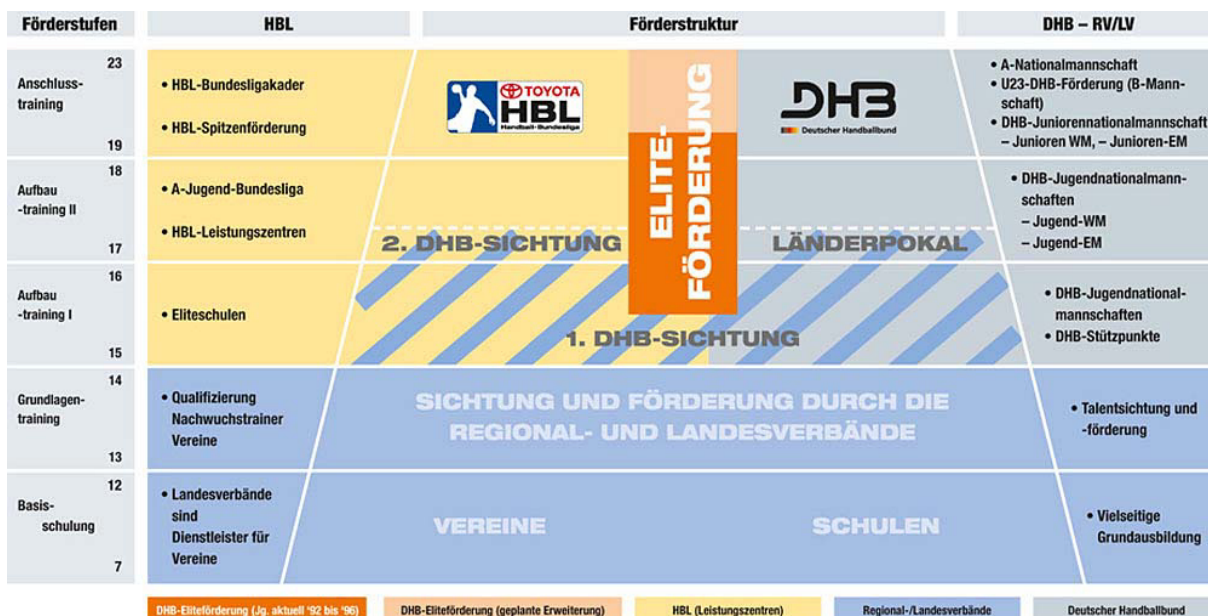 Förderstufen
HBL
Förderstruktur
DHB – RV/LV
23
Anschluss-
training
19
• HBL-Bundesligakader
• HBL-Spitzenförderung
TOYOTA
HBL
Handball-Bundesliga
ELITE-
FÖRDERUNG
DHB
Deutscher Handballbund
• A-Nationalmannschaft
• U23-DHB-Förderung (B-Mann-
schaft)
• DHB-Juniorennationalmannschaft
– Junioren WM, – Junioren-EM
18
Aufbau
-training II
17
• A-Jugend-Bundesliga
• HBL-Leistungszentren
2. DHB-SICHTUNG
LÄNDERPOKAL
• DHB-Jugendnationalmann-
schaften
– Jugend-WM
– Jugend-EM
16
Aufbau
-training I
15
• Eliteschulen
1. DHB-SICHTUNG
• DHB-Jugendnational-
mannschaften
• DHB-Stützpunkte
14
Grundlagen-
training
13
• Qualifizierung
Nachwuchstrainer
Vereine
SICHTUNG UND FÖRDERUNG DURCH DIE
REGIONAL- UND LANDESVERBÄNDE
• Talentsichtung und
-förderung
12
Basis-
schulung
7
• Landesverbände
sind
Dienstleister für
Vereine
VEREINE
SCHULEN
• Vielseitige
Grundausbildung
DHB-Eliteförderung (Jg. aktuell '92 bis '96)
DHB-Eliteförderung (geplante Erweiterung)
HBL (Leistungszentren)
Regional-/Landesverbände
Deutscher Handballbund